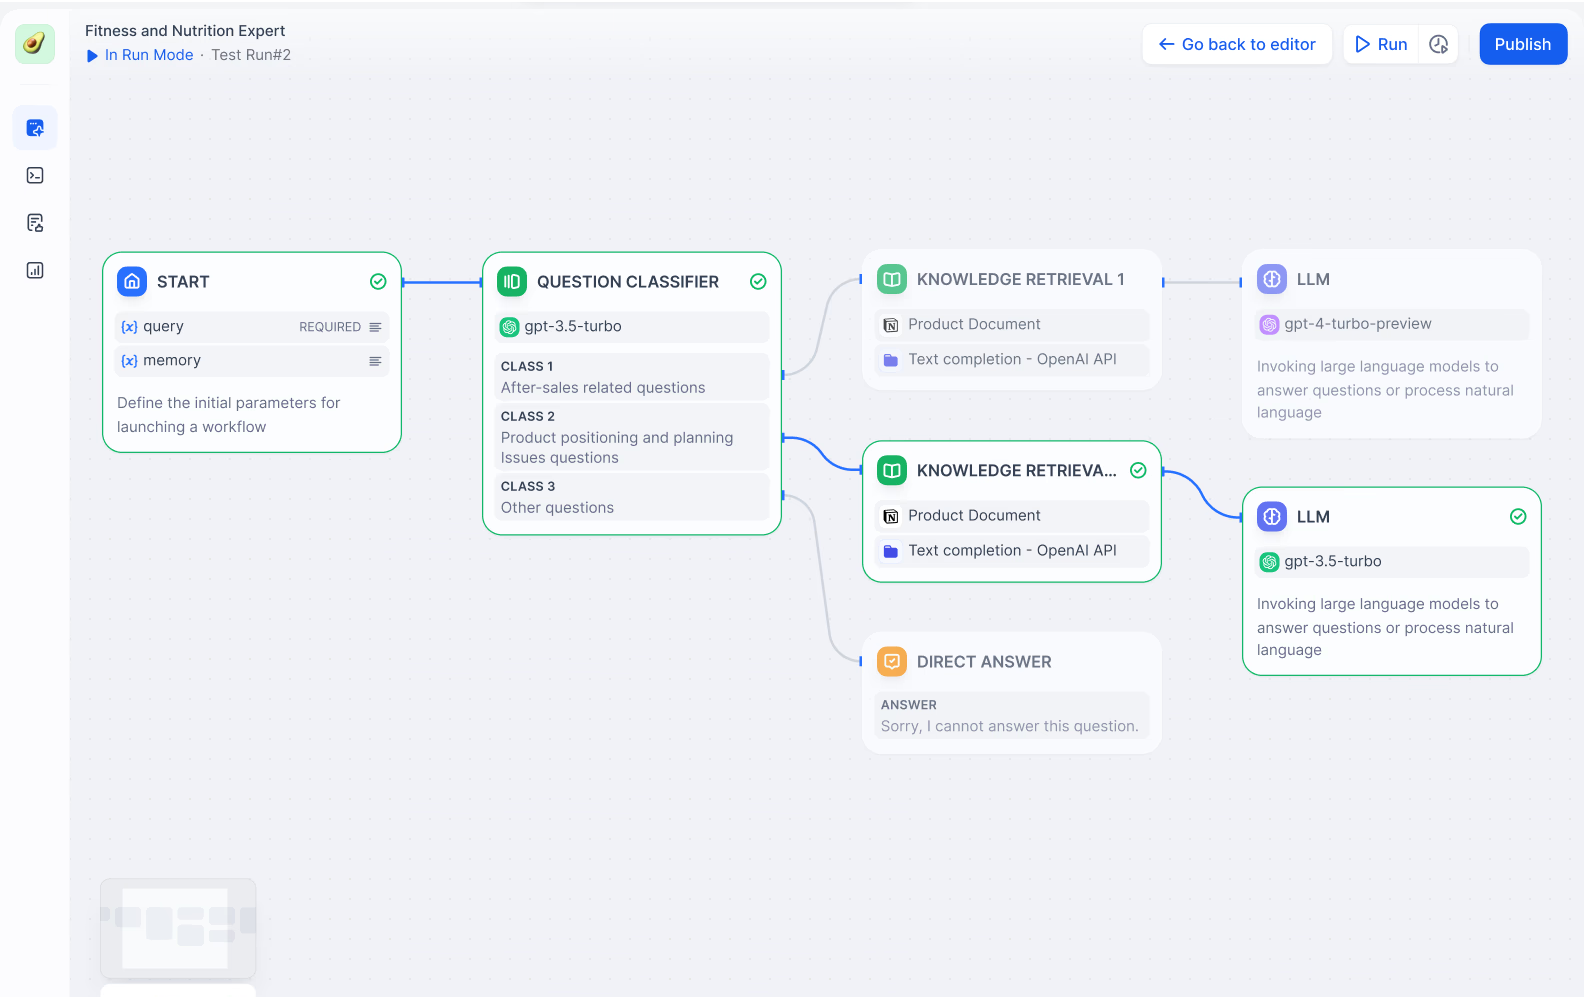 Fitness and Nutrition Expert
In Run Mode · Test Run#2
Go back to editor
Run
Publish
START
{x} query REQUIRED
{x} memory
Define the initial parameters for
launching a workflow
QUESTION CLASSIFIER
gpt-3.5-turbo
CLASS 1
After-sales related questions
CLASS 2
Product positioning and planning
Issues questions
CLASS 3
Other questions
KNOWLEDGE RETRIEVAL 1
Product Document
Text completion - OpenAI API
LLM
gpt-4-turbo-preview
Invoking large language models to
answer questions or process natural
language
KNOWLEDGE RETRIEVA...
Product Document
Text completion - OpenAI API
LLM
gpt-3.5-turbo
Invoking large language models to
answer questions or process natural
language
DIRECT ANSWER
ANSWER
Sorry, I cannot answer this question.